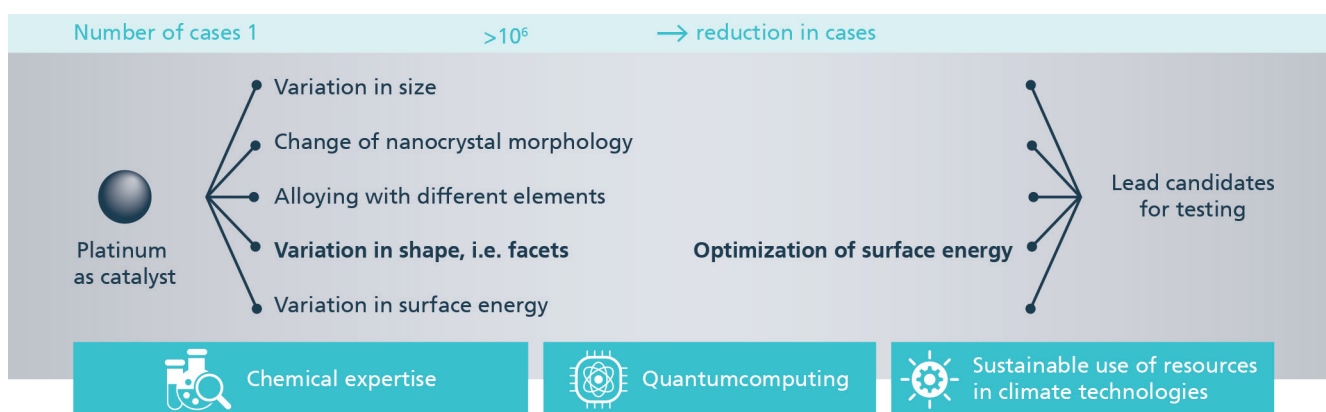 Number of cases 1
>10⁶
→ reduction in cases
Variation in size
Change of nanocrystal morphology
Alloying with different elements
Variation in shape, i.e. facets
Variation in surface energy
Platinum
as catalyst
Optimization of surface energy
Lead candidates
for testing
Chemical expertise
Quantumcomputing
Sustainable use of resources
in climate technologies